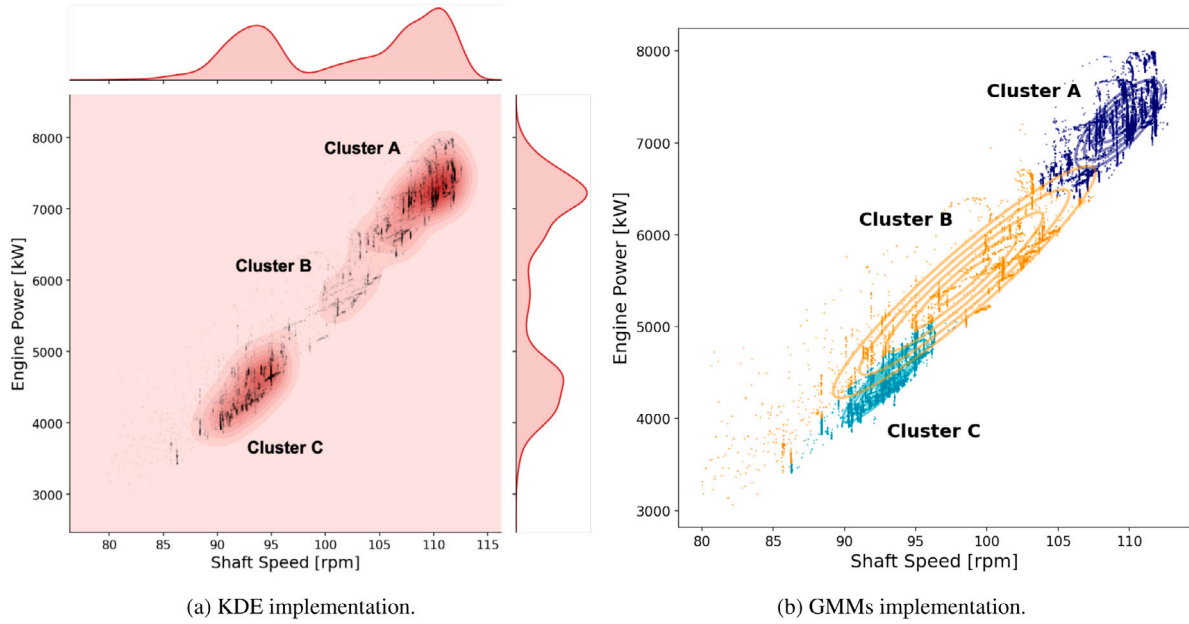 8000
7000
6000
5000
4000
3000
Engine Power [kW]
Cluster A
Cluster B
Cluster C
80 85 90 95 100 105 110 115
Shaft Speed [rpm]
(a) KDE implementation.
8000
7000
6000
5000
4000
3000
Engine Power [kW]
Cluster A
Cluster B
Cluster C
80 85 90 95 100 105 110
Shaft Speed [rpm]
(b) GMMs implementation.